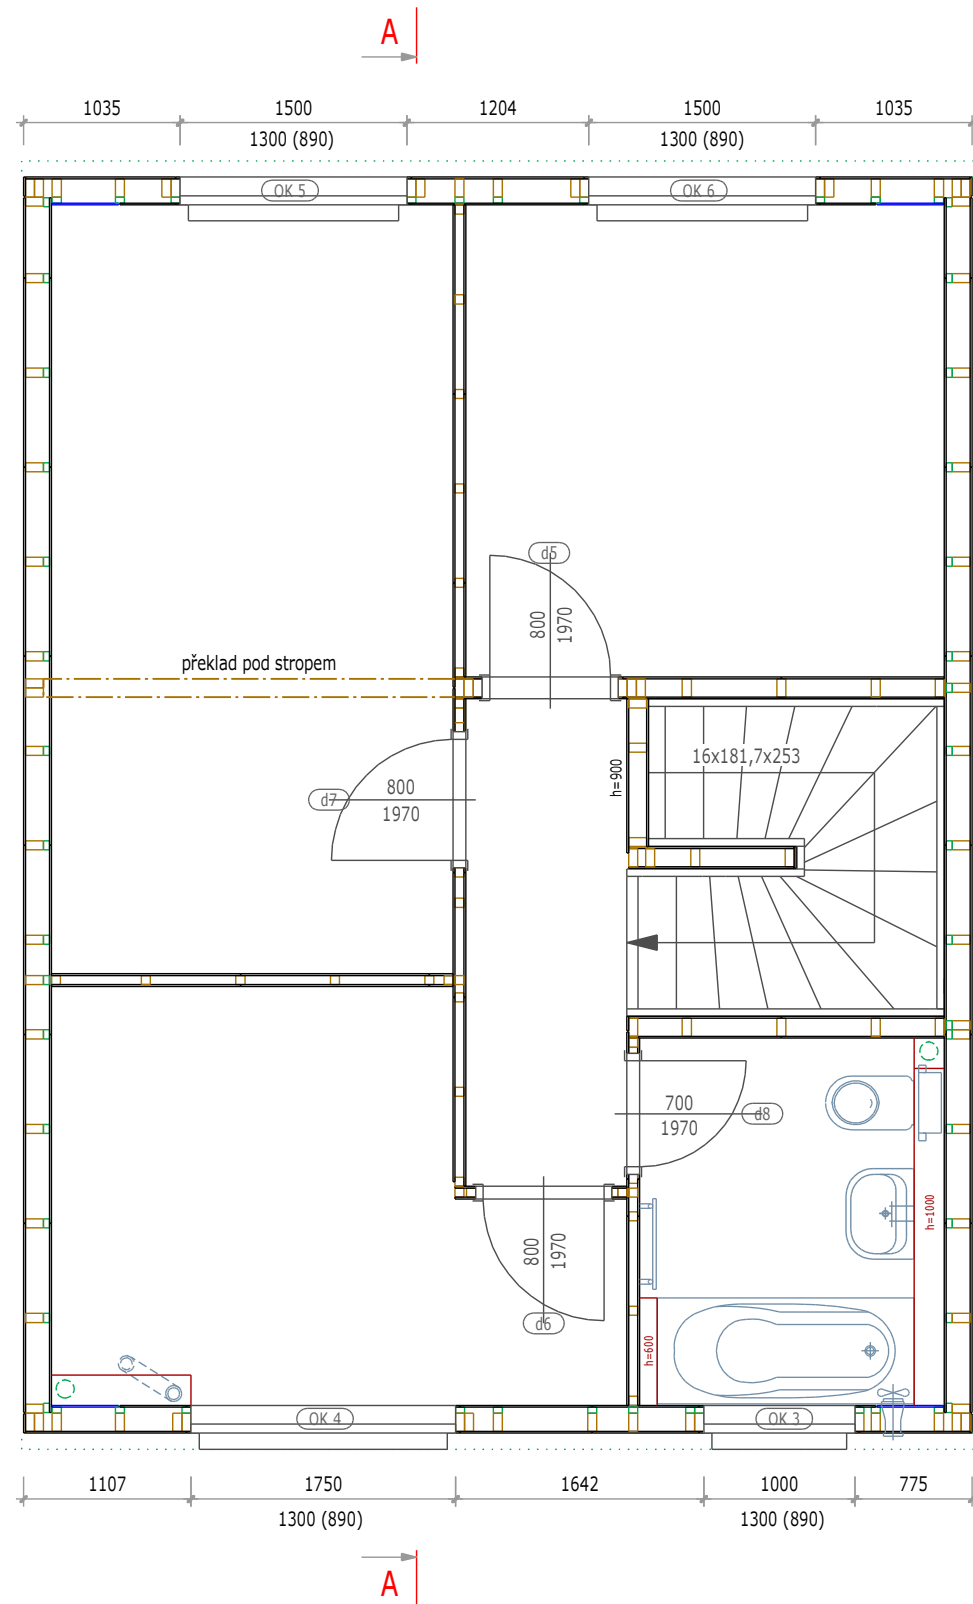 A
1035
1500
1204
1500
1035
1300 (890)
1300 (890)
OK 5
OK 6
d5
800
1970
překlad pod stropem
16x181,7x253
h=900
d7
800
1970
700
1970
d8
h=1000
800
1970
d6
h=600
OK 4
OK 3
1107
1750
1642
1000
775
1300 (890)
1300 (890)
A